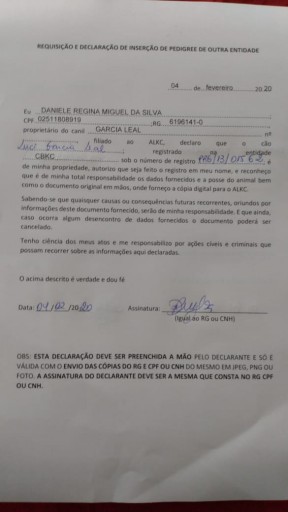 REQUISIÇÃO E DECLARAÇÃO DE INSERÇÃO DE PEDIGREE DE OUTRA ENTIDADE
04 de fevereiro 2020
Eu DANIELE REGINA MIGUEL DA SILVA
CPF 02511808919 RG 6196141-0
proprietário do canil GARCIA LEAL nº
filiado ao ALKC, declaro que o cão
Leal registrado na entidade
CBKC sob o número de registro é
de minha propriedade, autorizo que seja feito o registro em meu nome, e reconheço
que é de minha total responsabilidade os dados fornecidos e a posse do animal bem
como o documento original em mãos, onde forneço a cópia digital para o ALKC.
Sabendo se que quaisquer causas ou consequências futuras recorrentes, oriundos por
informações deste documento fornecido, serão de minha responsabilidade. E que ainda,
caso ocorra algum desencontro de dados fornecidos o documento poderá ser
cancelado.
Tenho ciência dos meus atos e me responsabilizo por ações cíveis e criminais que
possam recorrer sobre as informações aqui declaradas.
O acima descrito é verdade e dou fé
Data: 04/02/2020 Assinatura:
(Igual ao RG ou CNH)
OBS: ESTA DECLARAÇÃO DEVE SER PREENCHIDA A MÃO PELO DECLARANTE E SÓ É
VÁLIDA COM O ENVIO DAS CÓPIAS DO RG E CPF OU CNH DO MESMO EM JPEG, PNG OU
FOTO. A ASSINATURA DO DECLARANTE DEVE SER A MESMA QUE CONSTA NO RG CPF
OU CNH.